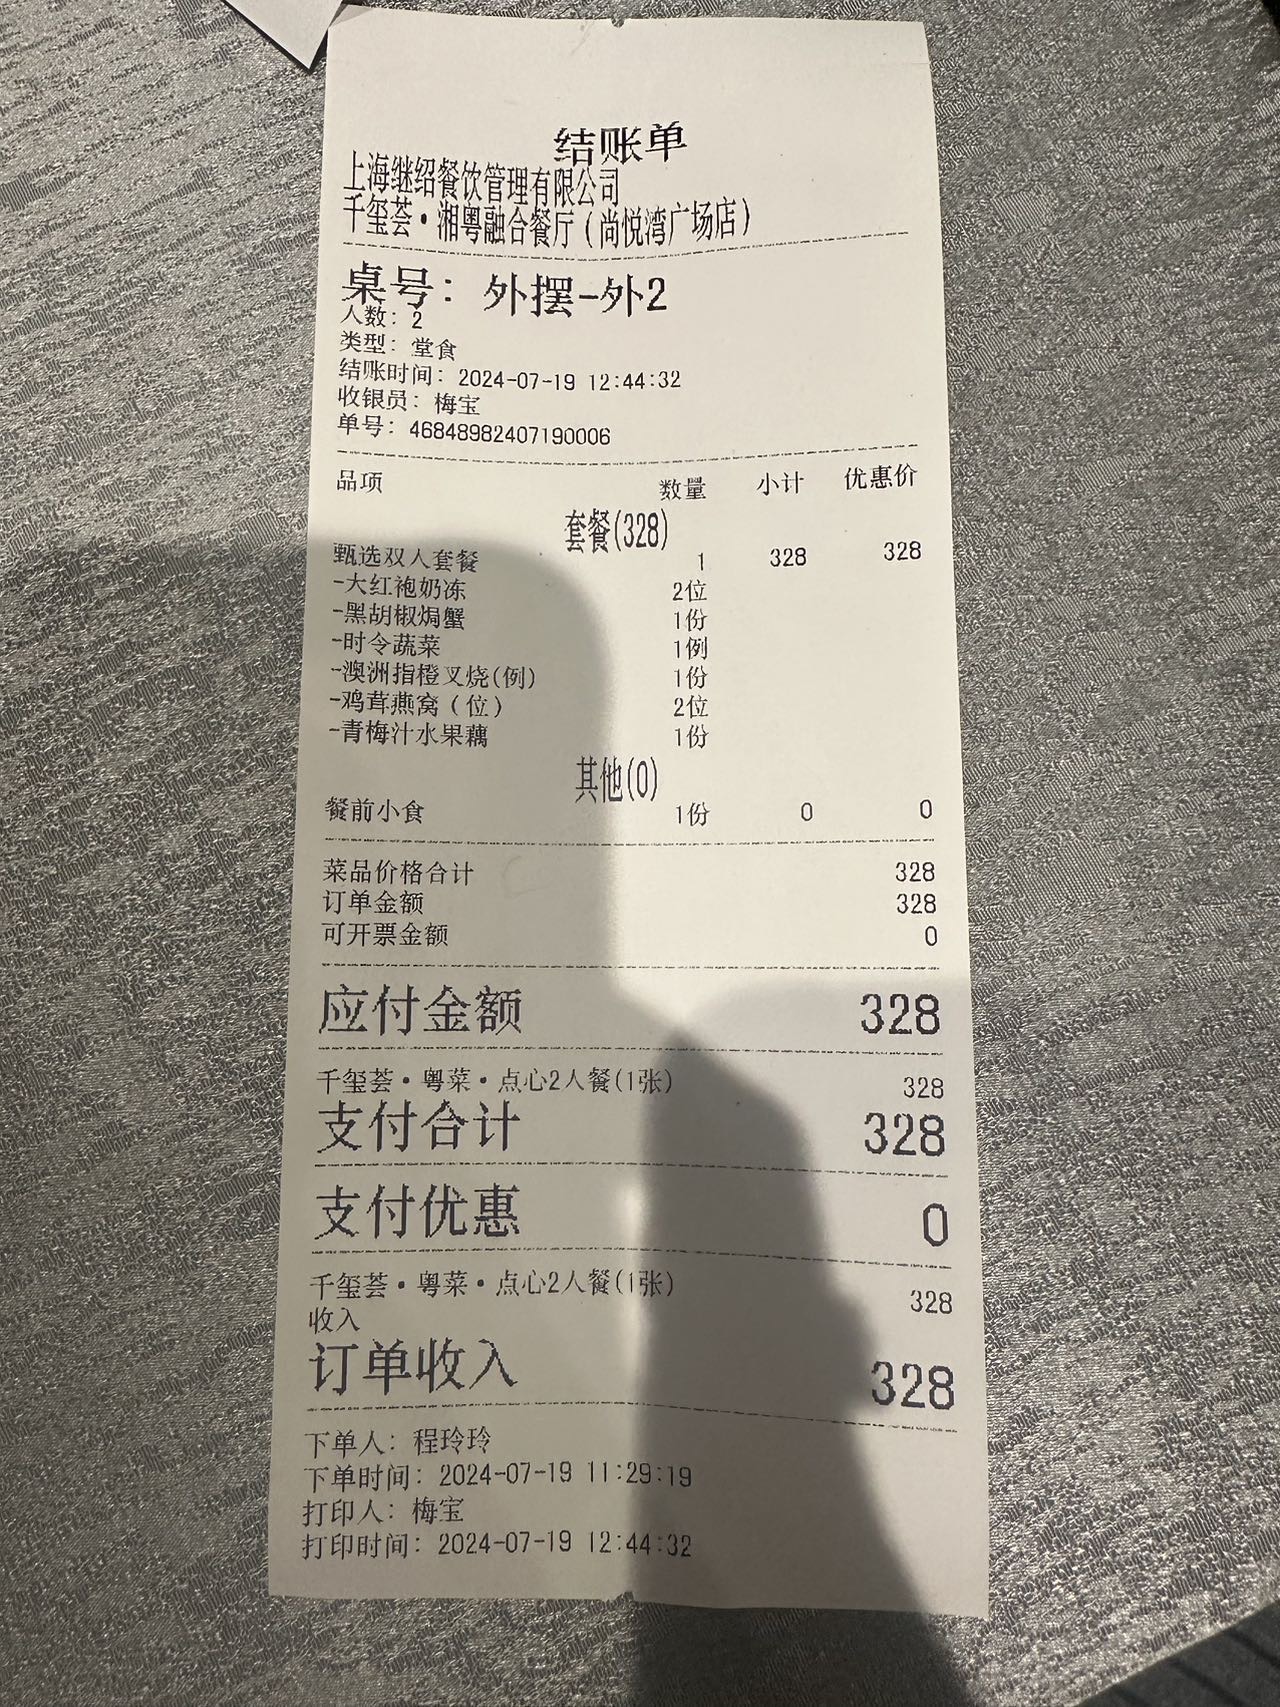 结账单
上海继绍餐饮管理有限公司
千玺荟·湘粤融合餐厅(尚悦湾广场店)
桌号: 外摆-外2
人数: 2
类型: 堂食
结账时间: 2024-07-19 12:44:32
收银员: 梅宝
单号: 46848982407190006
品项 数量 小计 优惠价
套餐(328)
甄选双人套餐 1 328 328
-大红袍奶冻 2位
-黑胡椒焗蟹 1份
-时令蔬菜 1例
-澳洲指橙叉烧(例) 1份
-鸡茸燕窝(位) 2位
-青梅汁水果藕 1份
其他(0)
餐前小食 1份 0 0
菜品价格合计 328
订单金额 328
可开票金额 0
应付金额 328
千玺荟·粤菜·点心2人餐(1张) 328
支付合计 328
支付优惠 0
千玺荟·粤菜·点心2人餐(1张) 328
收入
订单收入 328
下单人: 程玲玲
下单时间: 2024-07-19 11:29:19
打印人: 梅宝
打印时间: 2024-07-19 12:44:32